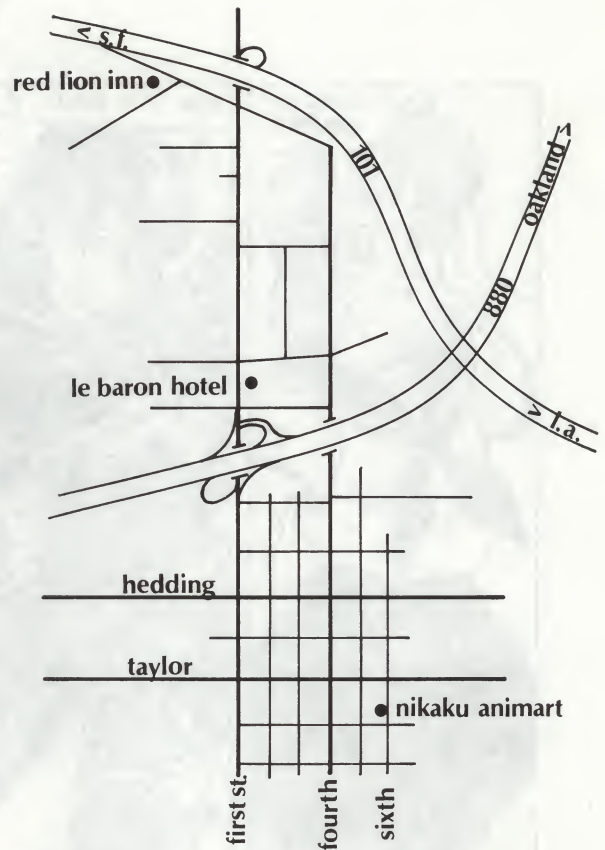 < s.f.
red lion inn
101
oakland >
880
le baron hotel
> l.a.
hedding
taylor
nikaku animart
first st.
fourth
sixth